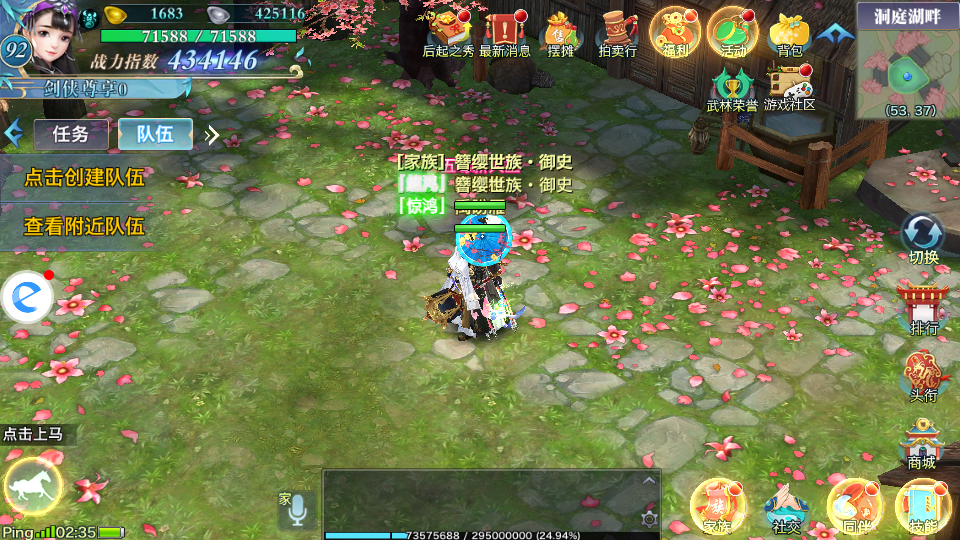 92
1683
425116
71588 / 71588
战力指数 434146
剑侠尊享0
后起之秀
最新消息
摆摊
拍卖行
福利
活动
背包
武林荣誉
游戏社区
洞庭湖畔
(53, 37)
任务
队伍
点击创建队伍
查看附近队伍
[家族] 簪缨世族·御史
簪缨世族·御史
[惊鸿]
切换
排行
头衔
商城
点击上马
家
家族
社交
同伴
技能
Ping
02:35
73575688 / 295000000 (24.94%)